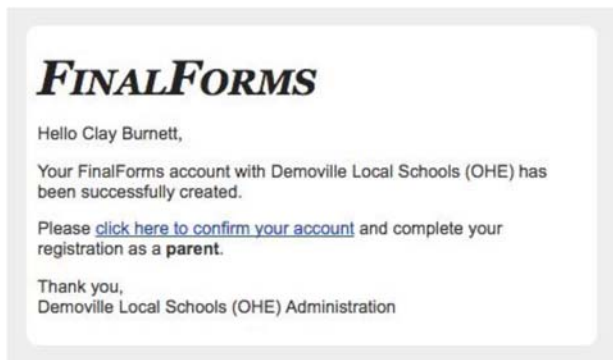 FINALFORMS
Hello Clay Burnett,
Your FinalForms account with Demoville Local Schools (OHE) has
been successfully created.
Please click here to confirm your account and complete your
registration as a parent.
Thank you,
Demoville Local Schools (OHE) Administration